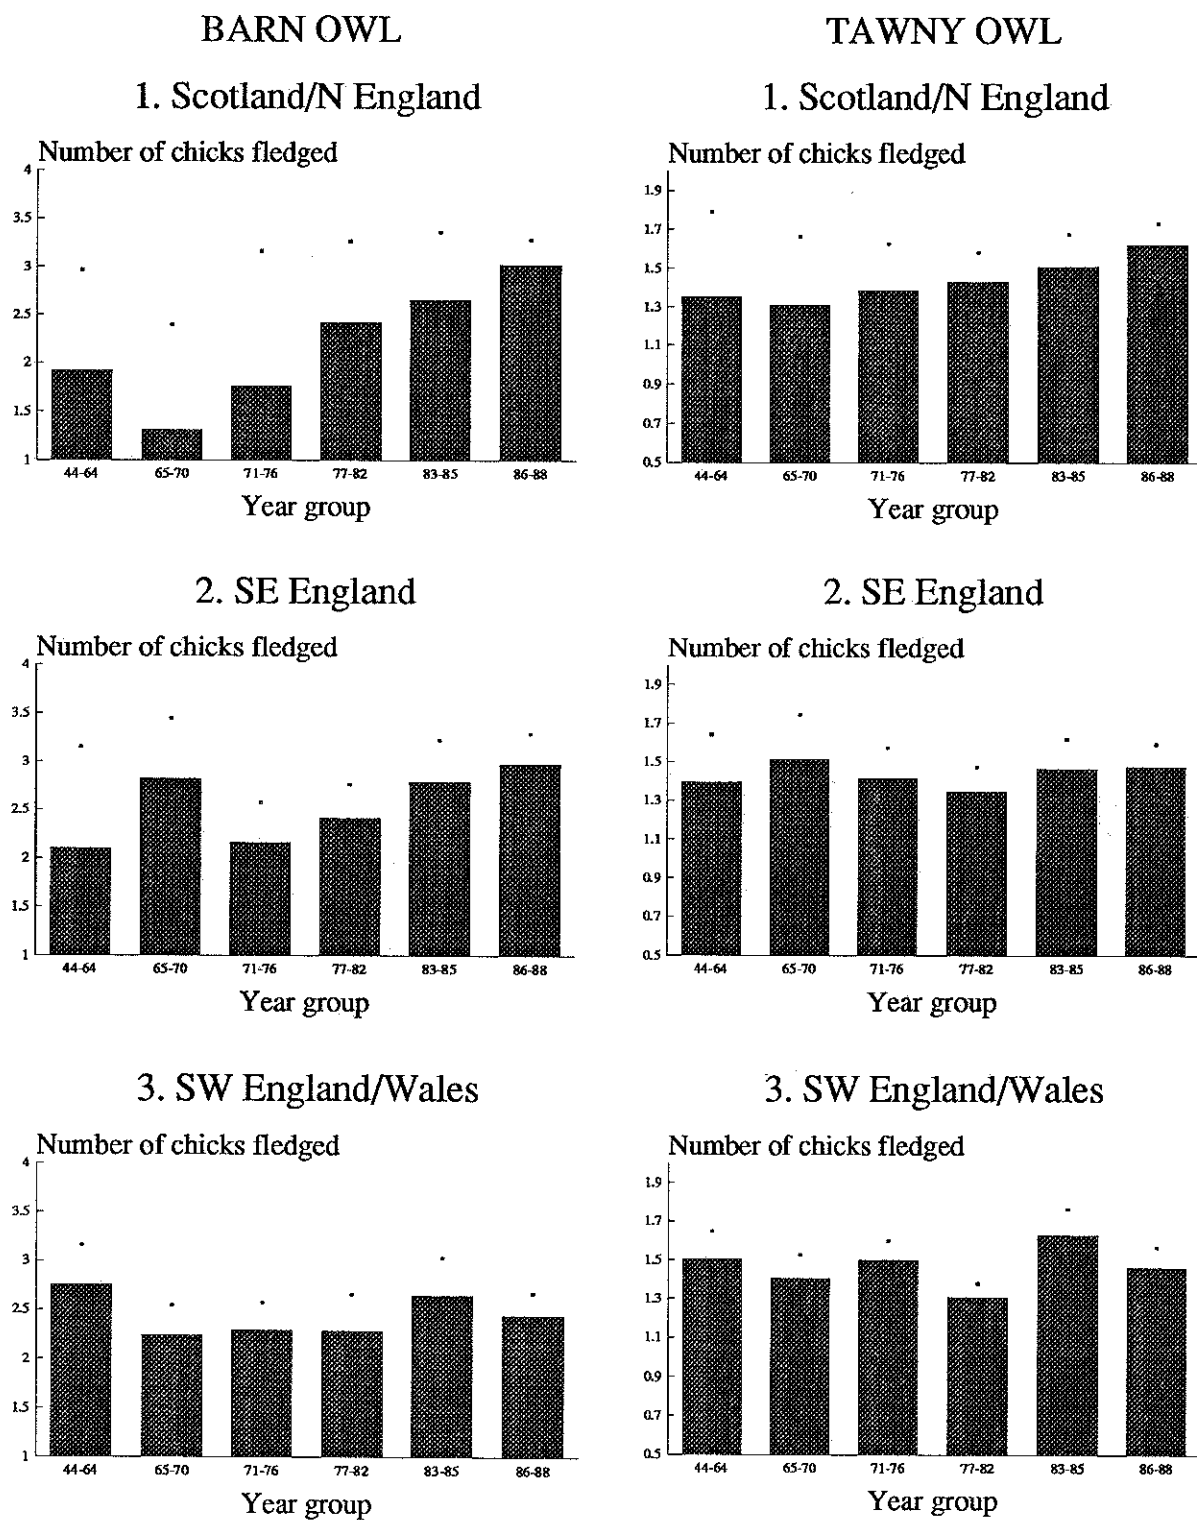 BARN OWL
1. Scotland/N England
Number of chicks fledged
4
3.5
3
2.5
2
1.5
1
44-64 65-70 71-76 77-82 83-85 86-88
Year group
2. SE England
Number of chicks fledged
4
3.5
3
2.5
2
1.5
1
44-64 65-70 71-76 77-82 83-85 86-88
Year group
3. SW England/Wales
Number of chicks fledged
4
3.5
3
2.5
2
1.5
1
44-64 65-70 71-76 77-82 83-85 86-88
Year group
TAWNY OWL
1. Scotland/N England
Number of chicks fledged
1.9
1.7
1.5
1.3
1.1
0.9
0.7
0.5
44-64 65-70 71-76 77-82 83-85 86-88
Year group
2. SE England
Number of chicks fledged
1.9
1.7
1.5
1.3
1.1
0.9
0.7
0.5
44-64 65-70 71-76 77-82 83-85 86-88
Year group
3. SW England/Wales
Number of chicks fledged
1.9
1.7
1.5
1.3
1.1
0.9
0.7
0.5
44-64 65-70 71-76 77-82 83-85 86-88
Year group